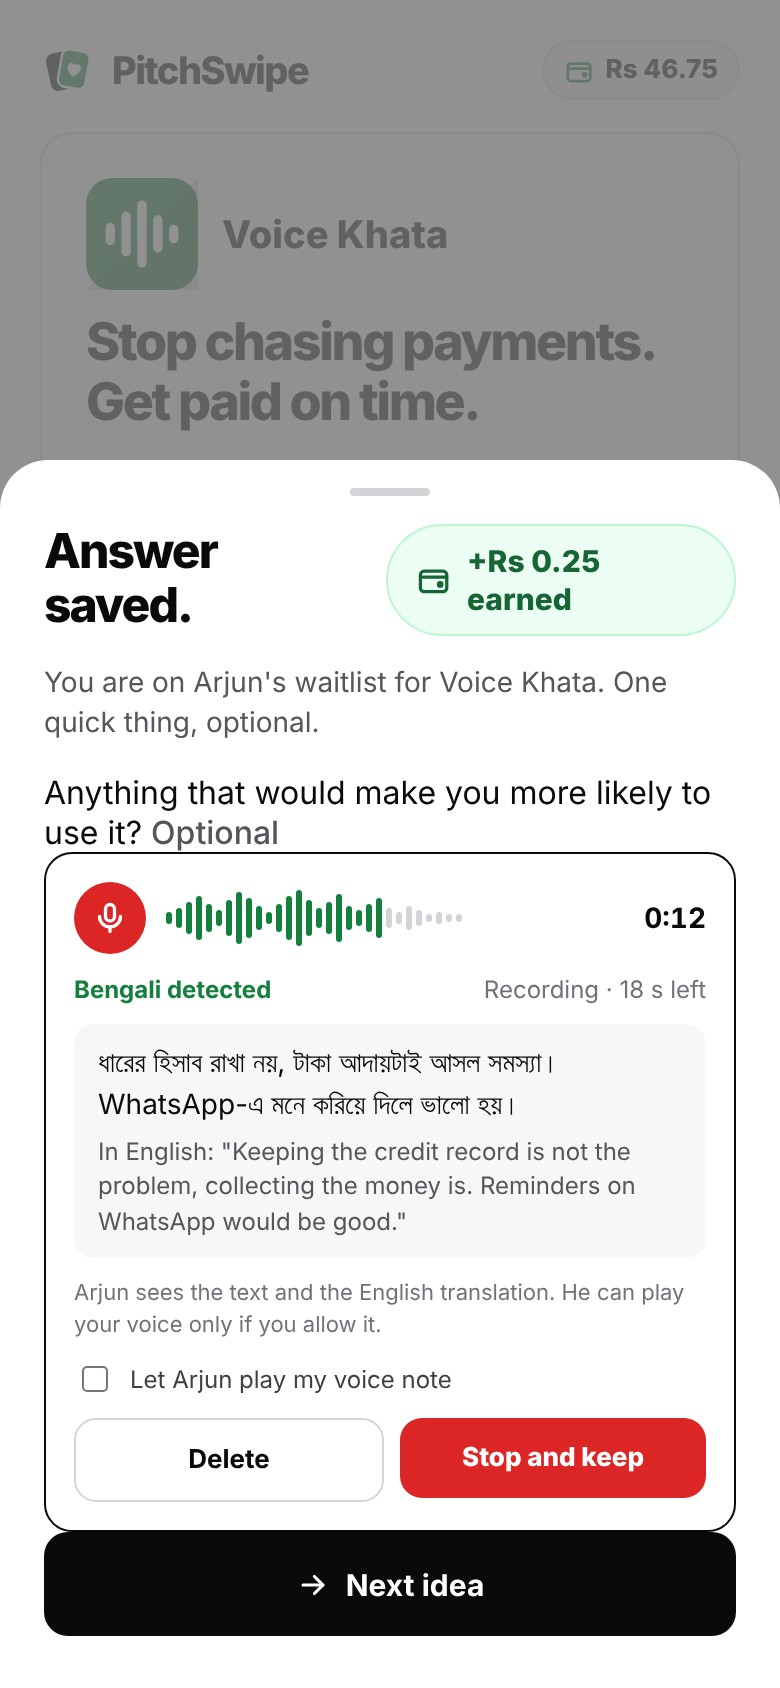 PitchSwipe
Rs 46.75
Voice Khata
Stop chasing payments.
Get paid on time.
Answer
saved.
+Rs 0.25
earned
You are on Arjun's waitlist for Voice Khata. One
quick thing, optional.
Anything that would make you more likely to
use it? Optional
0:12
Bengali detected
Recording · 18 s left
ধারের হিসাব রাখা নয়, টাকা আদায়টাই আসল সমস্যা।
WhatsApp-এ মনে করিয়ে দিলে ভালো হয়।
In English: "Keeping the credit record is not the
problem, collecting the money is. Reminders on
WhatsApp would be good."
Arjun sees the text and the English translation. He can play
your voice only if you allow it.
Let Arjun play my voice note
Delete
Stop and keep
Next idea